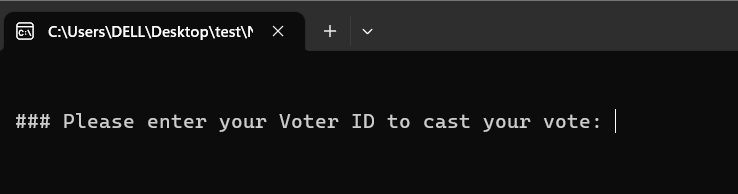 C:\Users\DELL\Desktop\test\N
### Please enter your Voter ID to cast your vote: